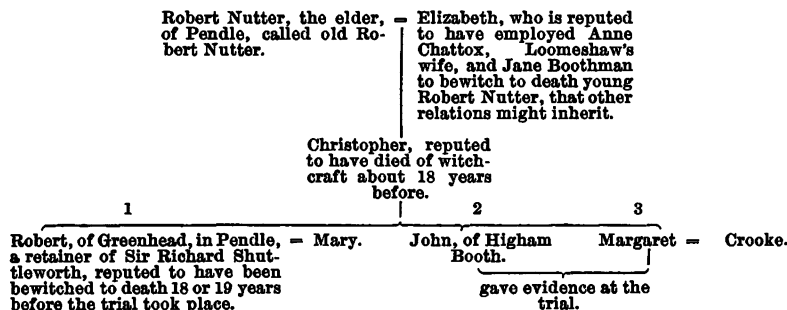 Robert Nutter, the elder, = Elizabeth, who is reputed
of Pendle, called old Ro- to have employed Anne
bert Nutter. Chattox, Loomeshaw's
wife, and Jane Boothman
to bewitch to death young
Robert Nutter, that other
relations might inherit.
Christopher, reputed
to have died of witch-
craft about 18 years
before.
1 2 3
Robert, of Greenhead, in Pendle, = Mary. John, of Higham Margaret = Crooke.
a retainer of Sir Richard Shut- Booth.
tleworth, reputed to have been
bewitched to death 18 or 19 years gave evidence at the
before the trial took place. trial.